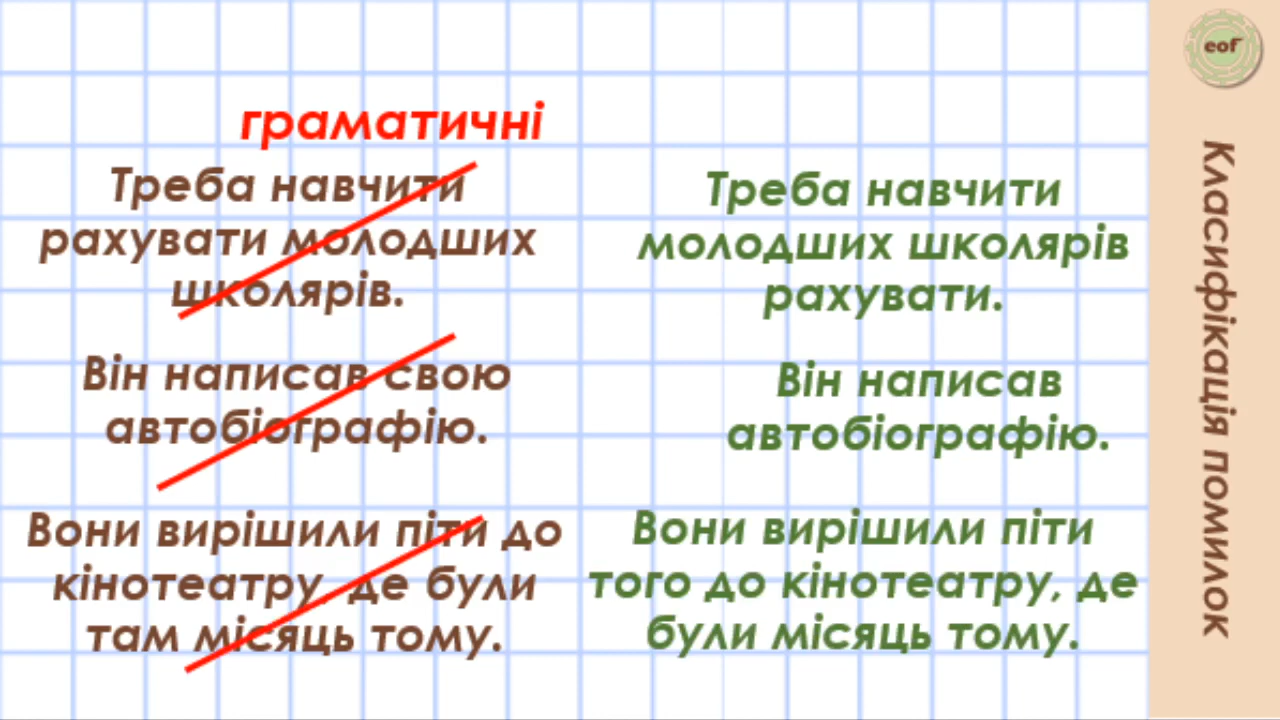 граматичні
Треба навчити
рахувати молодших
школярів.
Він написав свою
автобіографію.
Вони вирішили піти до
кінотеатру, де були
там місяць тому.
Треба навчити
молодших школярів
рахувати.
Він написав
автобіографію.
Вони вирішили піти
того до кінотеатру, де
були місяць тому.
eof
Класифікація помилок